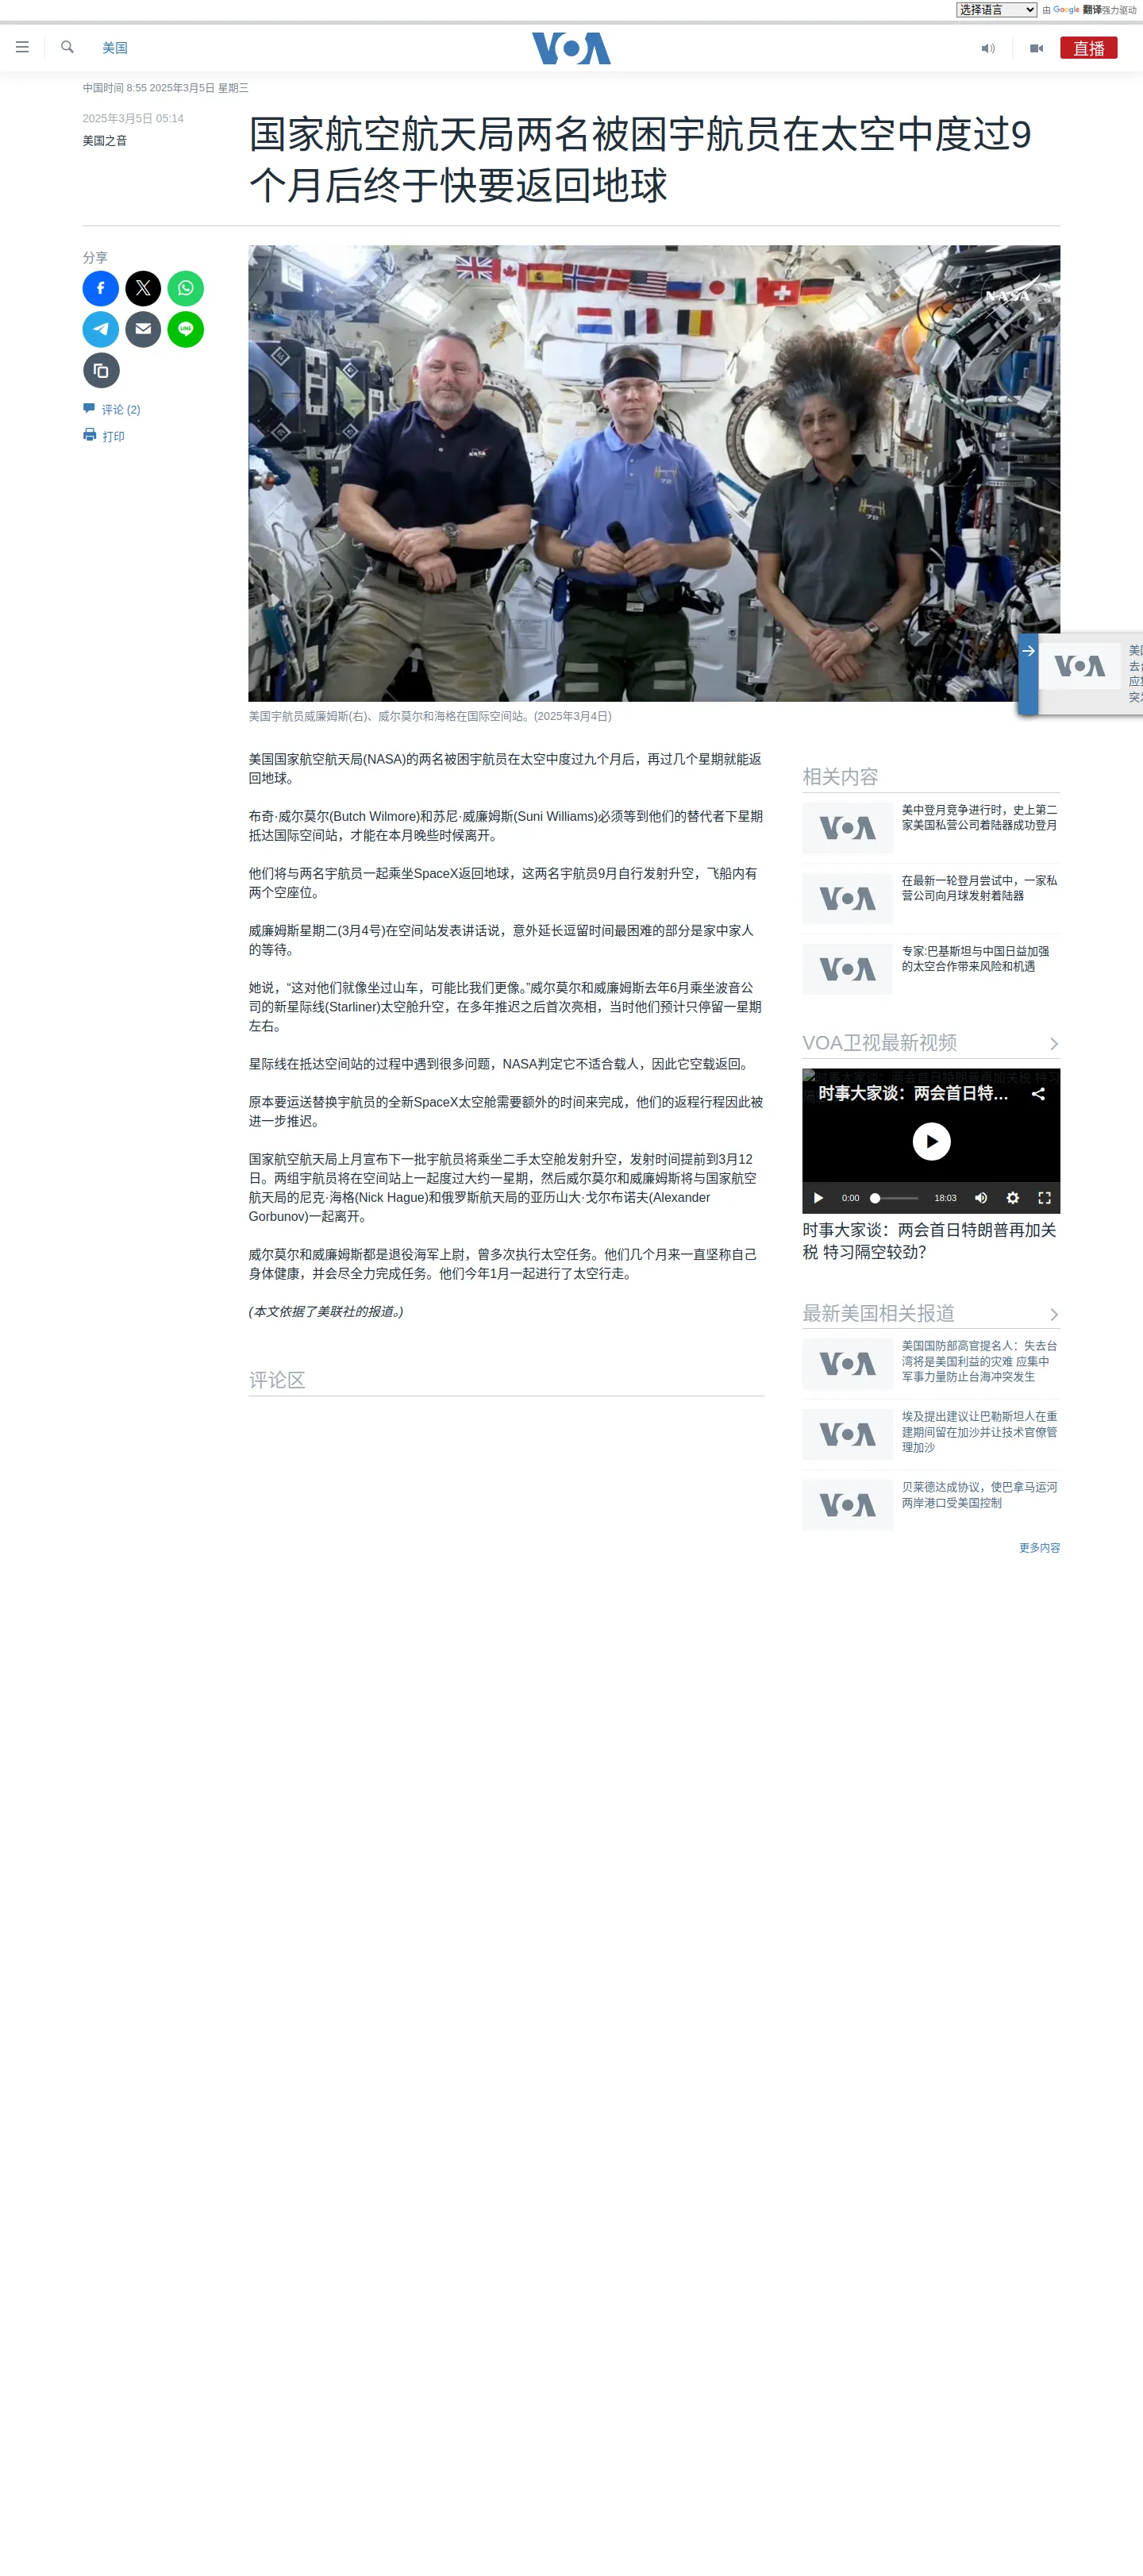 选择语言 由 Google 翻译强力驱动
美国
VOA
直播
中国时间 8:55 2025年3月5日 星期三
2025年3月5日 05:14
美国之音
国家航空航天局两名被困宇航员在太空中度过9
个月后终于快要返回地球
分享
评论 (2)
打印
NASA
NASA
美国宇航员威廉姆斯(右)、威尔莫尔和海格在国际空间站。(2025年3月4日)
VOA
美国国家航空航天局(NASA)的两名被困宇航员在太空中度过九个月后，再过几个星期就能返
回地球。
布奇·威尔莫尔(Butch Wilmore)和苏尼·威廉姆斯(Suni Williams)必须等到他们的替代者下星期
抵达国际空间站，才能在本月晚些时候离开。
他们将与两名宇航员一起乘坐SpaceX返回地球，这两名宇航员9月自行发射升空，飞船内有
两个空座位。
威廉姆斯星期二(3月4号)在空间站发表讲话说，意外延长逗留时间最困难的部分是家中家人
的等待。
她说，“这对他们就像坐过山车，可能比我们更像。”威尔莫尔和威廉姆斯去年6月乘坐波音公
司的新星际线(Starliner)太空舱升空，在多年推迟之后首次亮相，当时他们预计只停留一星期
左右。
星际线在抵达空间站的过程中遇到很多问题，NASA判定它不适合载人，因此它空载返回。
原本要运送替换宇航员的全新SpaceX太空舱需要额外的时间来完成，他们的返程行程因此被
进一步推迟。
国家航空航天局上月宣布下一批宇航员将乘坐二手太空舱发射升空，发射时间提前到3月12
日。两组宇航员将在空间站上一起度过大约一星期，然后威尔莫尔和威廉姆斯将与国家航空
航天局的尼克·海格(Nick Hague)和俄罗斯航天局的亚历山大·戈尔布诺夫(Alexander
Gorbunov)一起离开。
威尔莫尔和威廉姆斯都是退役海军上尉，曾多次执行太空任务。他们几个月来一直坚称自己
身体健康，并会尽全力完成任务。他们今年1月一起进行了太空行走。
(本文依据了美联社的报道。)
评论区
相关内容
VOA
美中登月竞争进行时，史上第二
家美国私营公司着陆器成功登月
VOA
在最新一轮登月尝试中，一家私
营公司向月球发射着陆器
VOA
专家:巴基斯坦与中国日益加强
的太空合作带来风险和机遇
VOA卫视最新视频
时事大家谈：两会首日特...
0:00
18:03
时事大家谈：两会首日特朗普再加关
税 特习隔空较劲？
最新美国相关报道
VOA
美国国防部高官提名人：失去台
湾将是美国利益的灾难 应集中
军事力量防止台海冲突发生
VOA
埃及提出建议让巴勒斯坦人在重
建期间留在加沙并让技术官僚管
理加沙
VOA
贝莱德达成协议，使巴拿马运河
两岸港口受美国控制
更多内容